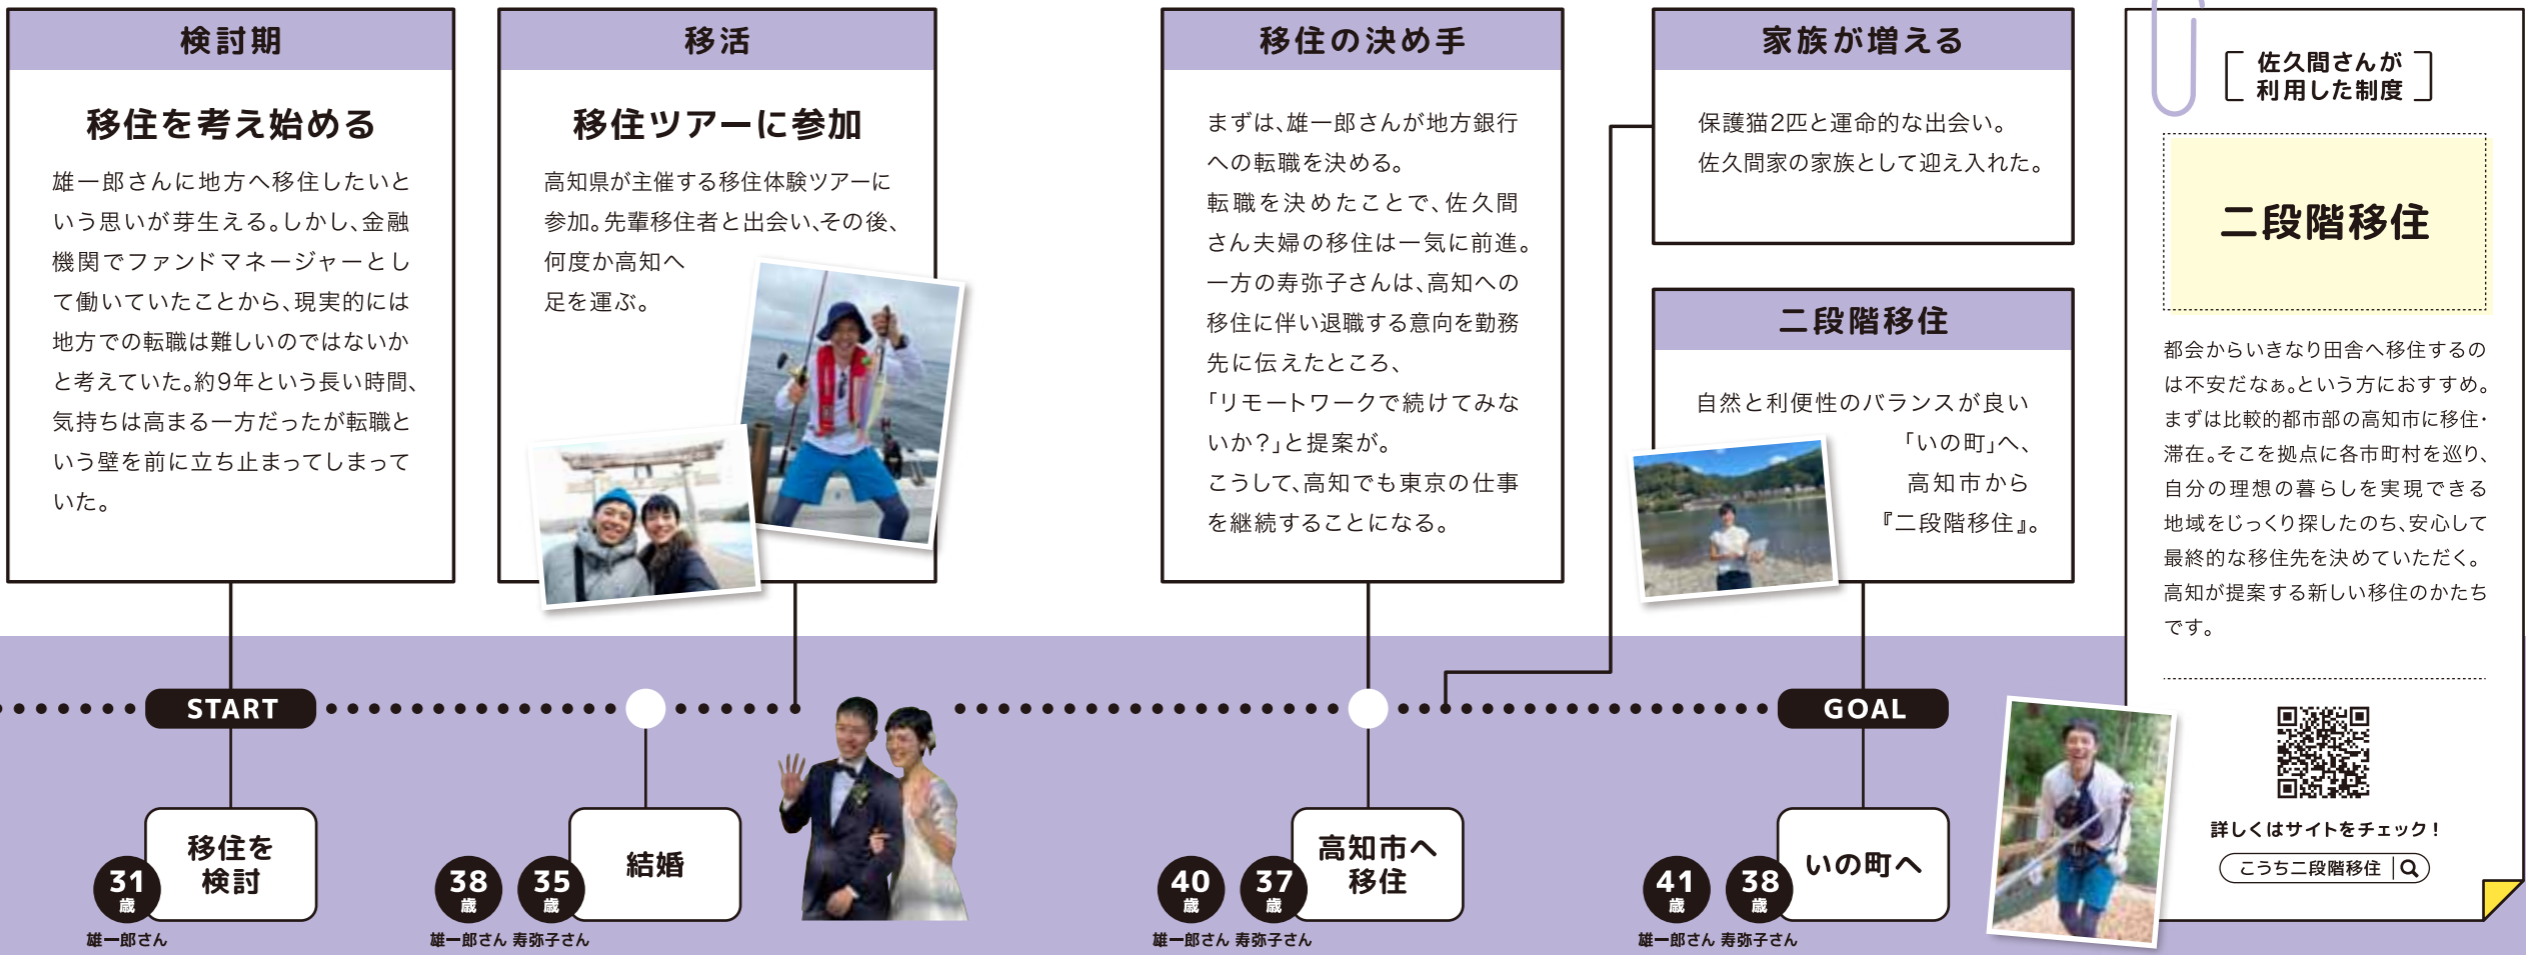 検討期
移住を考え始める
雄一郎さんに地方へ移住したいと
いう思いが芽生える。しかし、金融
機関でファンドマネージャーとし
て働いていたことから、現実的には
地方での転職は難しいのではないか
と考えていた。約9年という長い時間、
気持ちは高まる一方だったが転職と
いう壁を前に立ち止まってしまって
いた。
移活
移住ツアーに参加
高知県が主催する移住体験ツアーに
参加。先輩移住者と出会い、その後、
何度か高知へ
足を運ぶ。
移住の決め手
まずは、雄一郎さんが地方銀行
への転職を決める。
転職を決めたことで、佐久間
さん夫婦の移住は一気に前進。
一方の寿弥子さんは、高知への
移住に伴い退職する意向を勤務
先に伝えたところ、
「リモートワークで続けてみな
いか?」と提案が。
こうして、高知でも東京の仕事
を継続することになる。
家族が増える
保護猫2匹と運命的な出会い。
佐久間家の家族として迎え入れた。
二段階移住
自然と利便性のバランスが良い
「いの町」へ、
高知市から
『二段階移住』。
佐久間さんが
利用した制度
二段階移住
都会からいきなり田舎へ移住するの
は不安だなぁ。という方におすすめ。
まずは比較的都市部の高知市に移住・
滞在。そこを拠点に各市町村を巡り、
自分の理想の暮らしを実現できる
地域をじっくり探したのち、安心して
最終的な移住先を決めていただく。
高知が提案する新しい移住のかたち
です。
詳しくはサイトをチェック!
こうち二段階移住
START
移住を
検討
31
歳
雄一郎さん
結婚
38
歳
雄一郎さん
35
歳
寿弥子さん
高知市へ
移住
40
歳
雄一郎さん
37
歳
寿弥子さん
GOAL
いの町へ
41
歳
雄一郎さん
38
歳
寿弥子さん